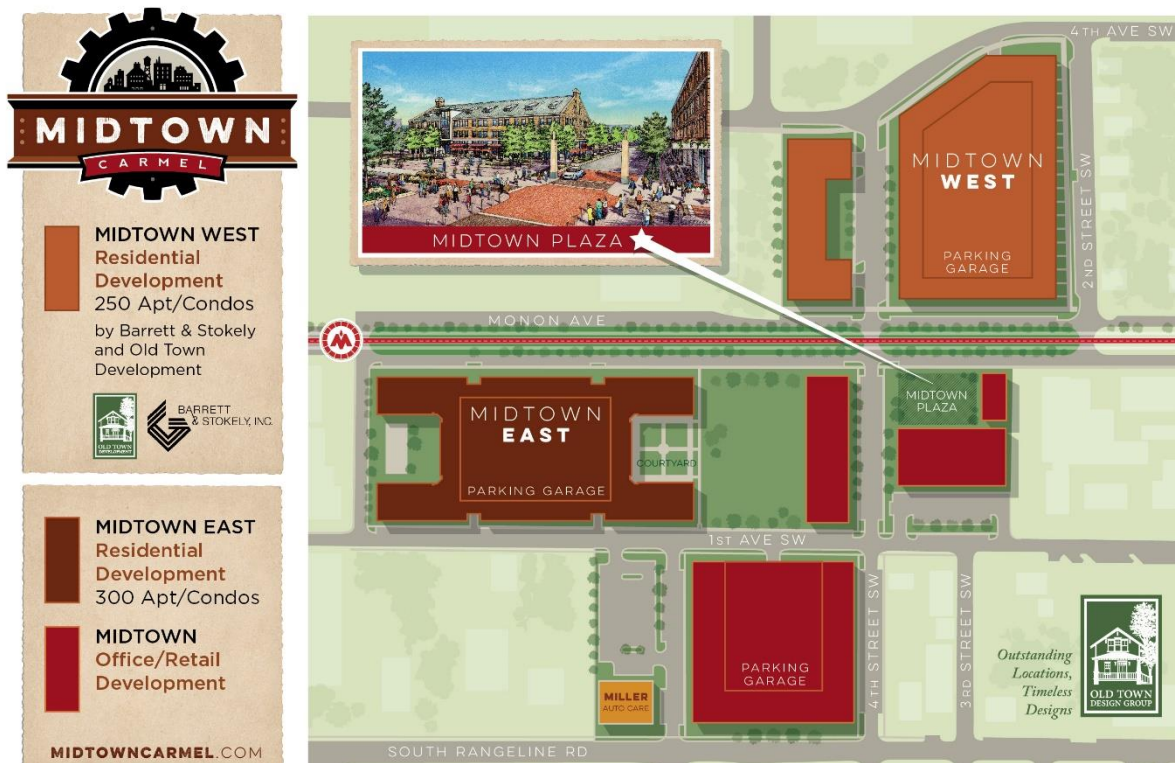 MIDTOWN
CARMEL
MIDTOWN WEST
Residential
Development
250 Apt/Condos
by Barrett & Stokely
and Old Town
Development
OLD TOWN
DEVELOPMENT
BARRETT
& STOKELY, INC.
MIDTOWN EAST
Residential
Development
300 Apt/Condos
MIDTOWN
Office/Retail
Development
MIDTOWNCARMEL.COM
MIDTOWN PLAZA
4TH AVE SW
MIDTOWN
WEST
PARKING
GARAGE
2ND STREET SW
MONON AVE
M
MIDTOWN
EAST
PARKING GARAGE
COURTYARD
MIDTOWN
PLAZA
1ST AVE SW
PARKING
GARAGE
4TH STREET SW
3RD STREET SW
MILLER
AUTO CARE
SOUTH RANGELINE RD
Outstanding
Locations,
Timeless
Designs
OLD TOWN
DESIGN GROUP